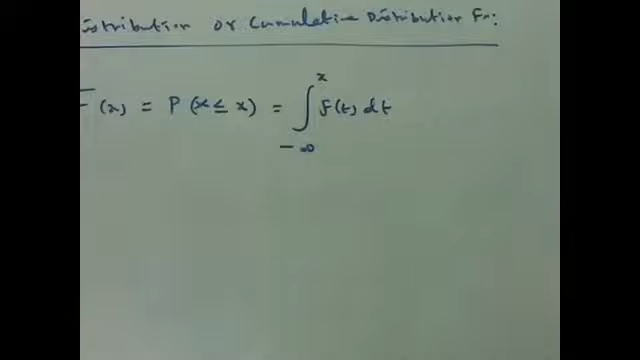 istribution or Cumulative Distribution Fn:
F(x) = P(X ≤ x) = ∫_{-∞}^{x} f(t) dt